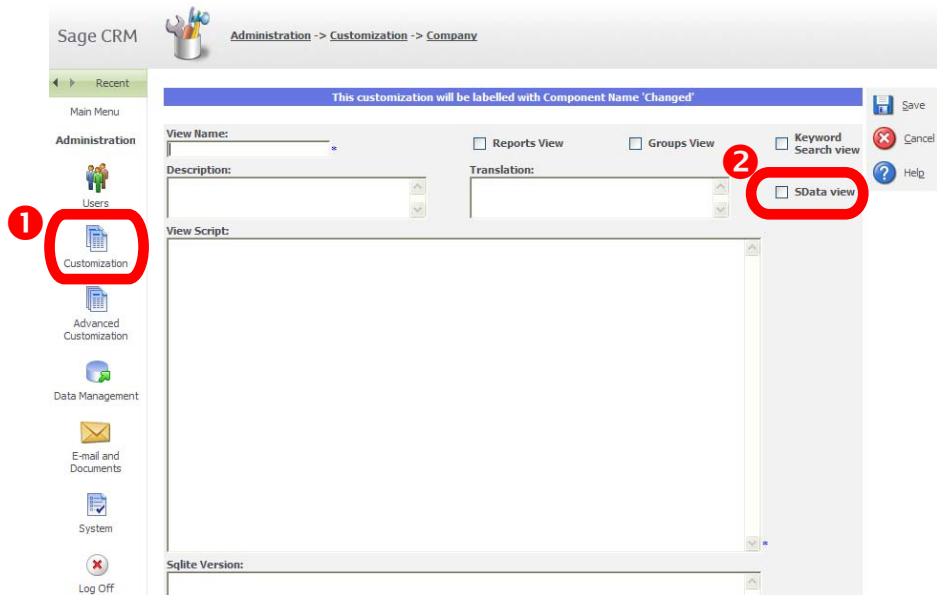 Sage CRM
Administration -> Customization -> Company
Recent
Main Menu
Administration
Users
1
Customization
Advanced
Customization
Data Management
E-mail and
Documents
System
Log Off
This customization will be labelled with Component Name 'Changed'
View Name:
*
Reports View
Groups View
Keyword
Search view
Description:
Translation:
2
SData view
View Script:
*
Sqlite Version:
Save
Cancel
Help